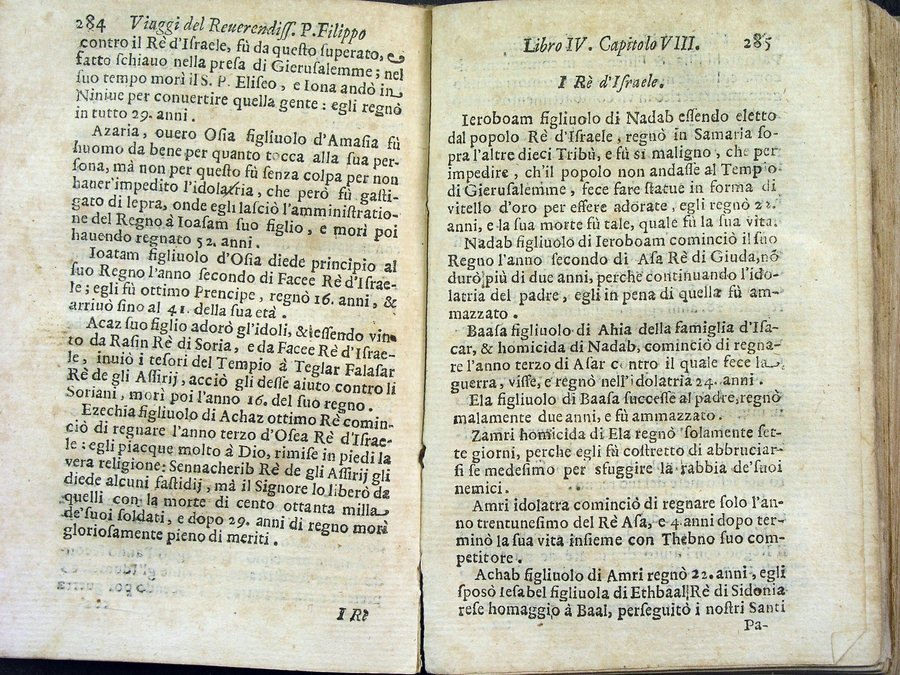 284 Viaggi del Reuerendiss. P. Filippo
contro il Rè d'Israele, fù da questo superato, e
fatto schiauo nella presa di Gierusalemme; nel
suo tempo morì il S. P. Eliseo, e Iona andò in
Niniue per conuertire quella gente: egli regnò
in tutto 29. anni.
Azaria, ouero Osia figliuolo d'Amasia fù
huomo da bene per quanto tocca alla sua per-
sona, mà non per questo fù senza colpa per non
hauer'impedito l'idolatria, che però fù gasti-
gato di lepra, onde egli lasciò l'amministratio-
ne del Regno à Ioasam suo figlio, e morì poi
hauendo regnato 52. anni.
Ioatam figliuolo d'Osia diede principio al
suo Regno l'anno secondo di Facee Rè d'Israe-
le; egli fù ottimo Prencipe, regnò 16. anni, &
arriuò fino al 41. della sua età.
Acaz suo figlio adorò gl'idoli, & essendo vin-
to da Rasin Rè di Soria, e da Facee Rè d'Israe-
le, inuiò i tesori del Tempio à Teglar Falasar
Rè de gli Assirij, acciò gli desse aiuto contro li
Soriani, morì poi l'anno 16. del suo regno.
Ezechia figliuolo di Achaz ottimo Rè comin-
ciò di regnare l'anno terzo d'Osea Rè d'Israe-
le: egli piacque molto à Dio, rimise in piedi la
vera religione: Sennacherib Rè de gli Assirij gli
diede alcuni fastidij, mà il Signore lo liberò da
quelli con la morte di cento ottanta milla
de'suoi soldati, e dopo 29. anni di regno morì
gloriosamente pieno di meriti.
I Rè
Libro IV. Capitolo VIII. 285
I Rè d'Israele.
Ieroboam figliuolo di Nadab essendo eletto
dal popolo Rè d'Israele, regnò in Samaria so-
pra l'altre dieci Tribù, e fù sì maligno, che per
impedire, ch'il popolo non andasse al Tempio
di Gierusalemme, fece fare statue in forma di
vitello d'oro per essere adorate, egli regnò 22.
anni, e la sua morte fù tale, quale fù la sua vita.
Nadab figliuolo di Ieroboam cominciò il suo
Regno l'anno secondo di Asa Rè di Giuda, nó
durò più di due anni, perche continuando l'ido-
latria del padre, egli in pena di quella fù am-
mazzato.
Baasa figliuolo di Ahia della famiglia d'Isa-
car, & homicida di Nadab, cominciò di regna-
re l'anno terzo di Asar contro il quale fece la
guerra, visse, e regnò nell'idolatria 24. anni.
Ela figliuolo di Baasa successe al padre, regnò
malamente due anni, e fù ammazzato.
Zamri homicida di Ela regnò solamente set-
te giorni, perche egli fù costretto di abbruciar-
si se medesimo per sfuggire la rabbia de'suoi
nemici.
Amri idolatra cominciò di regnare solo l'an-
no trentunesimo del Rè Asa, e 4. anni dopo ter-
minò la sua vita insieme con Thebno suo com-
petitore.
Achab figliuolo di Amri regnò 22. anni, egli
sposò Iesabel figliuola di Ethbaal Rè di Sidonia
rese homaggio à Baal, perseguitò i nostri Santi
Pa-